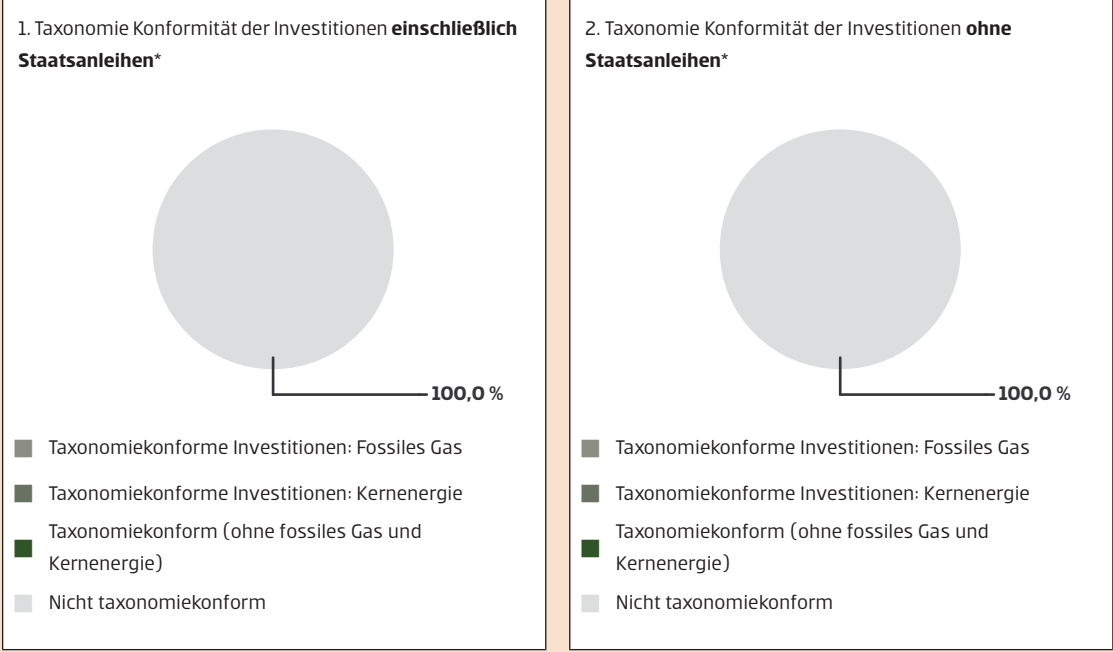 1. Taxonomie Konformität der Investitionen einschließlich
Staatsanleihen*
100,0 %
Taxonomiekonforme Investitionen: Fossiles Gas
Taxonomiekonforme Investitionen: Kernenergie
Taxonomiekonform (ohne fossiles Gas und
Kernenergie)
Nicht taxonomiekonform
2. Taxonomie Konformität der Investitionen ohne
Staatsanleihen*
100,0 %
Taxonomiekonforme Investitionen: Fossiles Gas
Taxonomiekonforme Investitionen: Kernenergie
Taxonomiekonform (ohne fossiles Gas und
Kernenergie)
Nicht taxonomiekonform